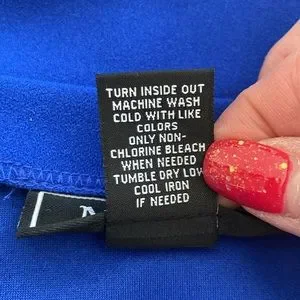 TURN INSIDE OUT
MACHINE WASH
COLD WITH LIKE
COLORS
ONLY NON-
CHLORINE BLEACH
WHEN NEEDED
TUMBLE DRY LOW
COOL IRON
IF NEEDED